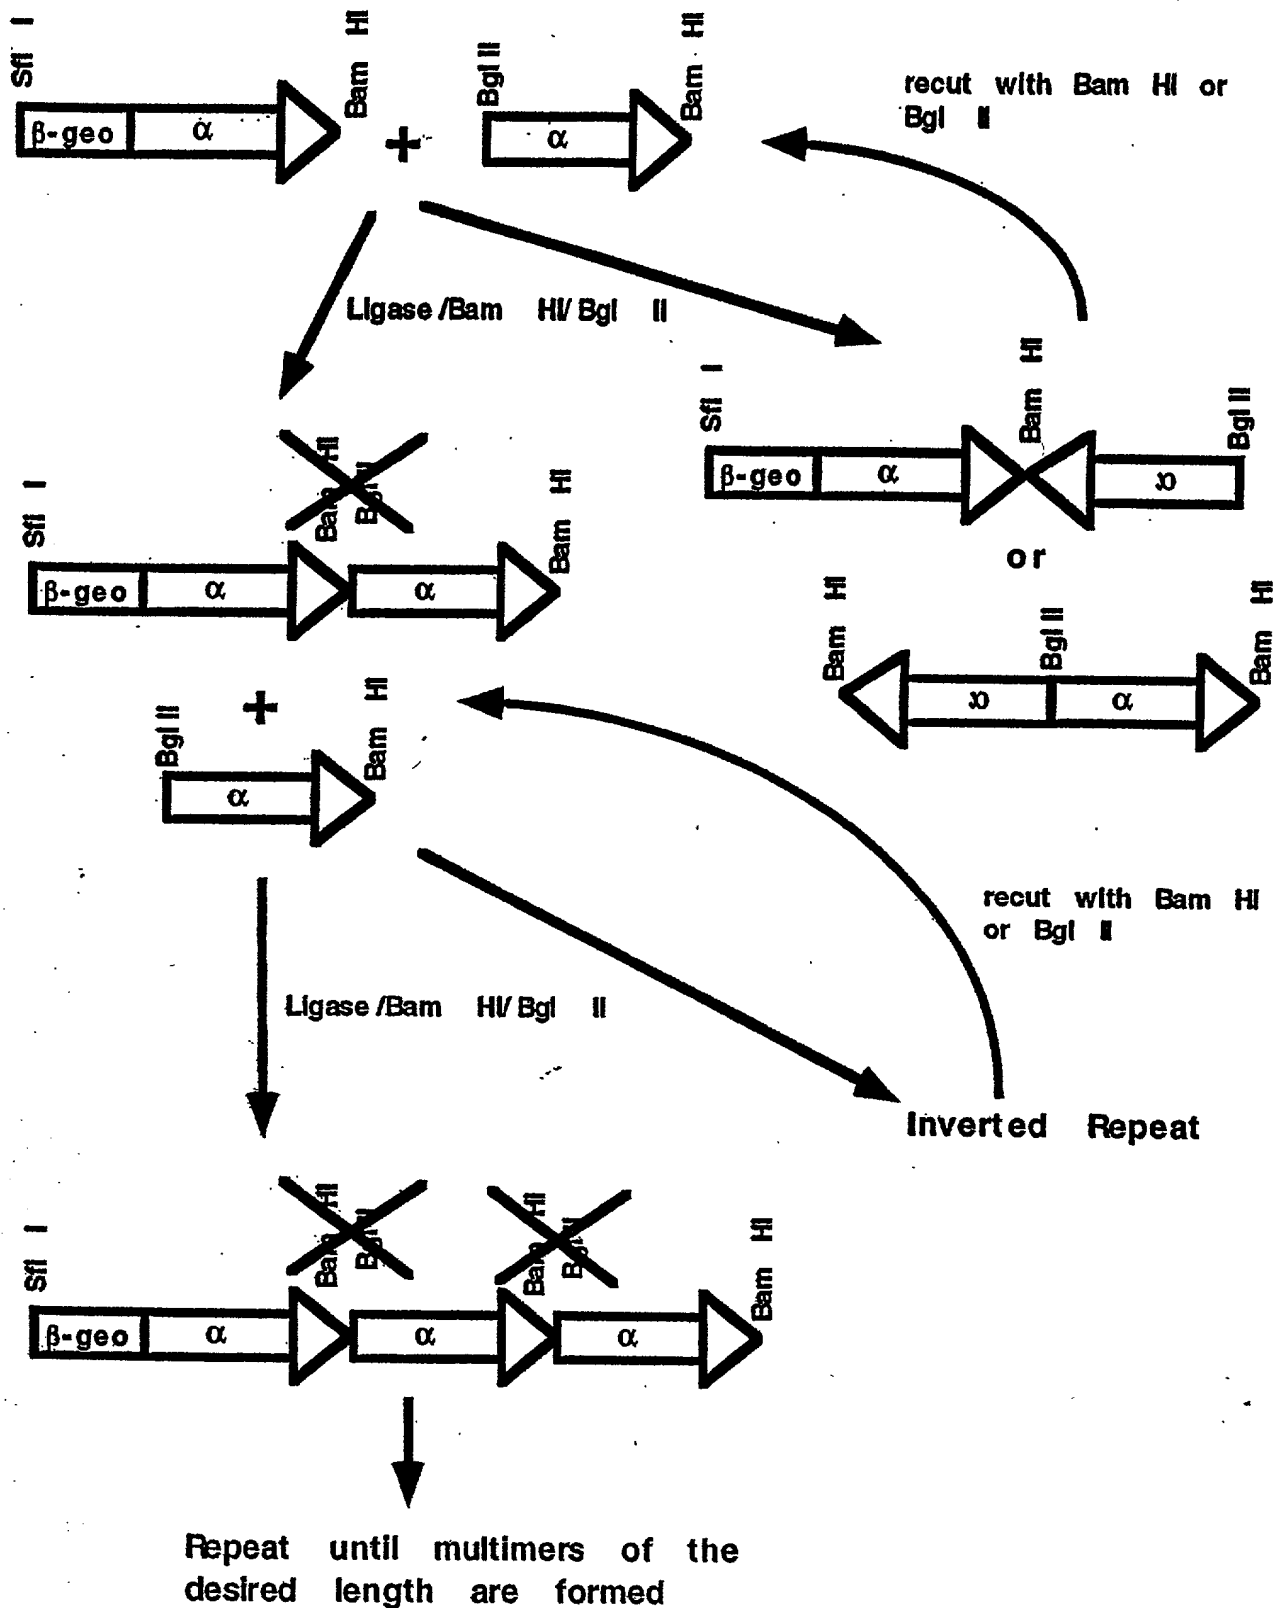 Sfi I
Bam HI
Bgl II
Bam HI
β-geo
α
+
α
recut with Bam HI or
Bgl II
Ligase/Bam HI/Bgl II
Sfi I
Bam HI
Bgl II
β-geo
α
α
or
Bam HI
Bgl II
Bam HI
α
α
Sfi I
Bam HI
Bgl II
Bam HI
β-geo
α
α
+
Bgl II
Bam HI
α
recut with Bam HI
or Bgl II
Ligase/Bam HI/Bgl II
Inverted Repeat
Sfi I
Bam HI
Bgl II
Bam HI
Bgl II
Bam HI
β-geo
α
α
α
Repeat until multimers of the
desired length are formed